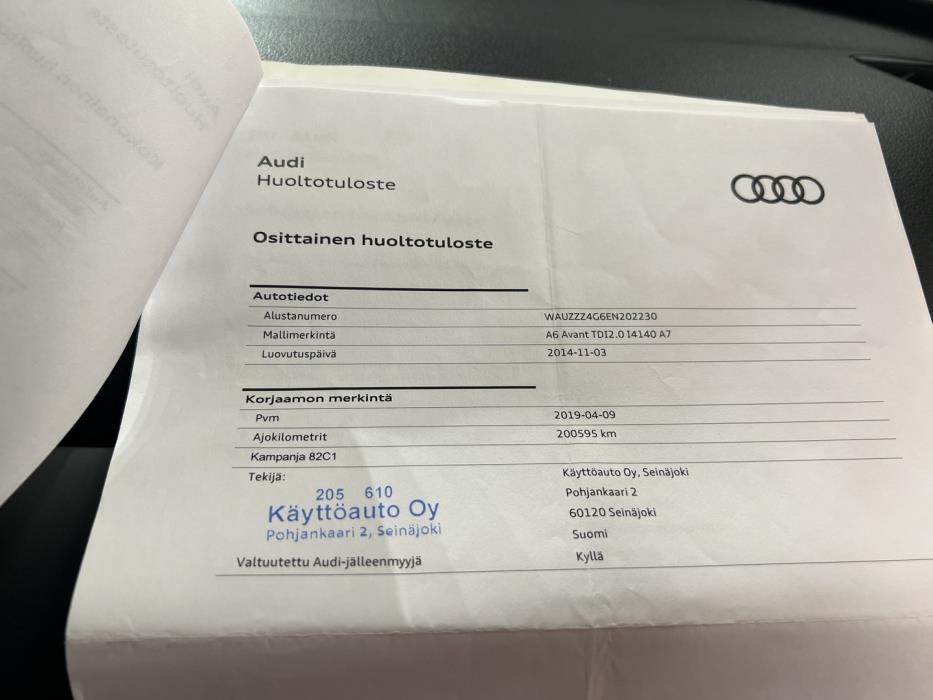 Audi
Huoltotuloste
Osittainen huoltotuloste
Autotiedot
Alustanumero WAUZZZ4G6EN202230
Mallimerkintä A6 Avant TDI2.0 I4140 A7
Luovutuspäivä 2014-11-03
Korjaamon merkintä
Pvm 2019-04-09
Ajokilometrit 200595 km
Kampanja 82C1
Tekijä: Käyttöauto Oy, Seinäjoki
Pohjankaari 2
60120 Seinäjoki
Suomi
205 610
Käyttöauto Oy
Pohjankaari 2, Seinäjoki
Valtuutettu Audi-jälleenmyyjä Kyllä